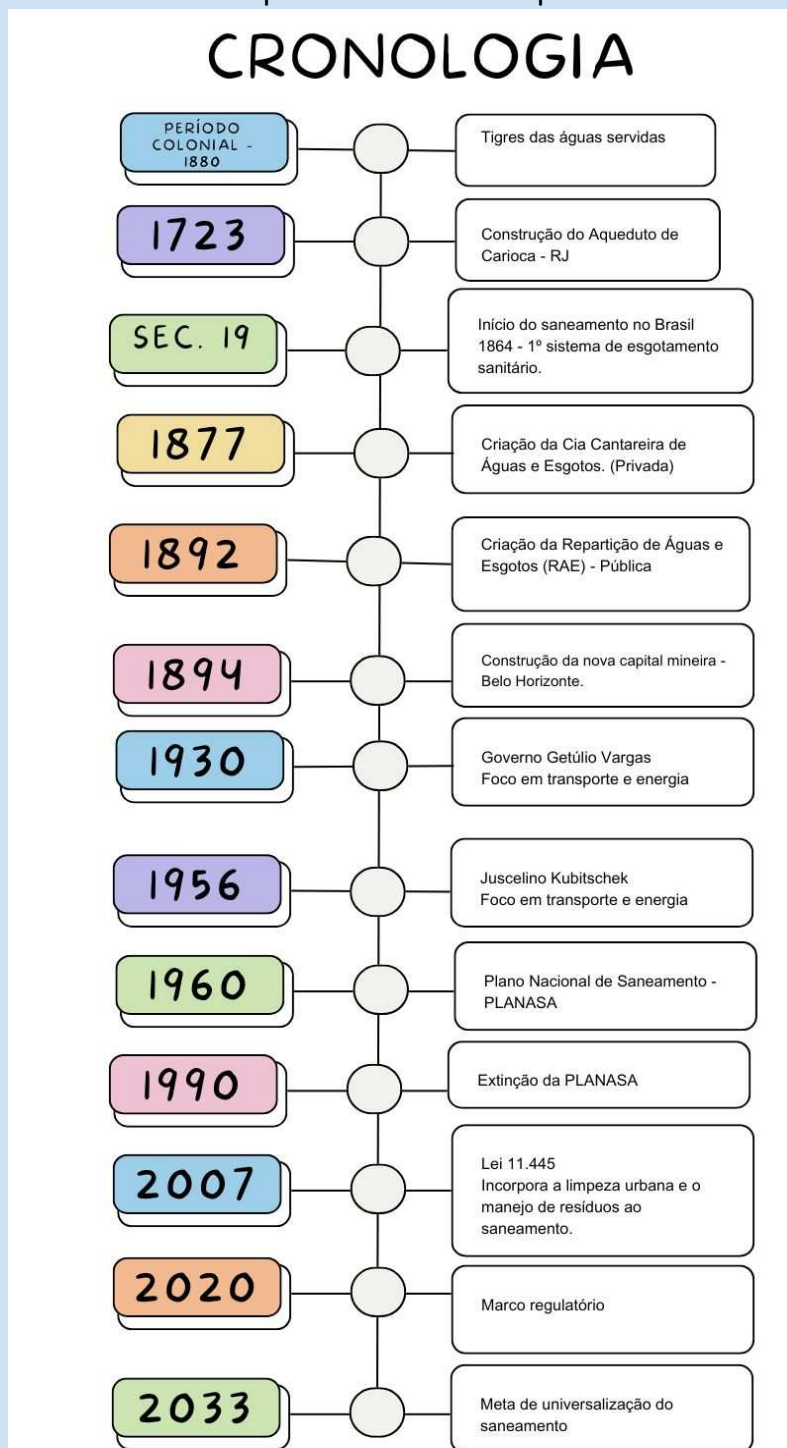 CRONOLOGIA
PERÍODO
COLONIAL -
1880
Tigres das águas servidas
1723
Construção do Aqueduto de
Carioca - RJ
SEC. 19
Início do saneamento no Brasil
1864 - 1º sistema de esgotamento
sanitário.
1877
Criação da Cia Cantareira de
Águas e Esgotos. (Privada)
1892
Criação da Repartição de Águas e
Esgotos (RAE) - Pública
1894
Construção da nova capital mineira -
Belo Horizonte.
1930
Governo Getúlio Vargas
Foco em transporte e energia
1956
Juscelino Kubitschek
Foco em transporte e energia
1960
Plano Nacional de Saneamento -
PLANASA
1990
Extinção da PLANASA
2007
Lei 11.445
Incorpora a limpeza urbana e o
manejo de resíduos ao
saneamento.
2020
Marco regulatório
2033
Meta de universalização do
saneamento